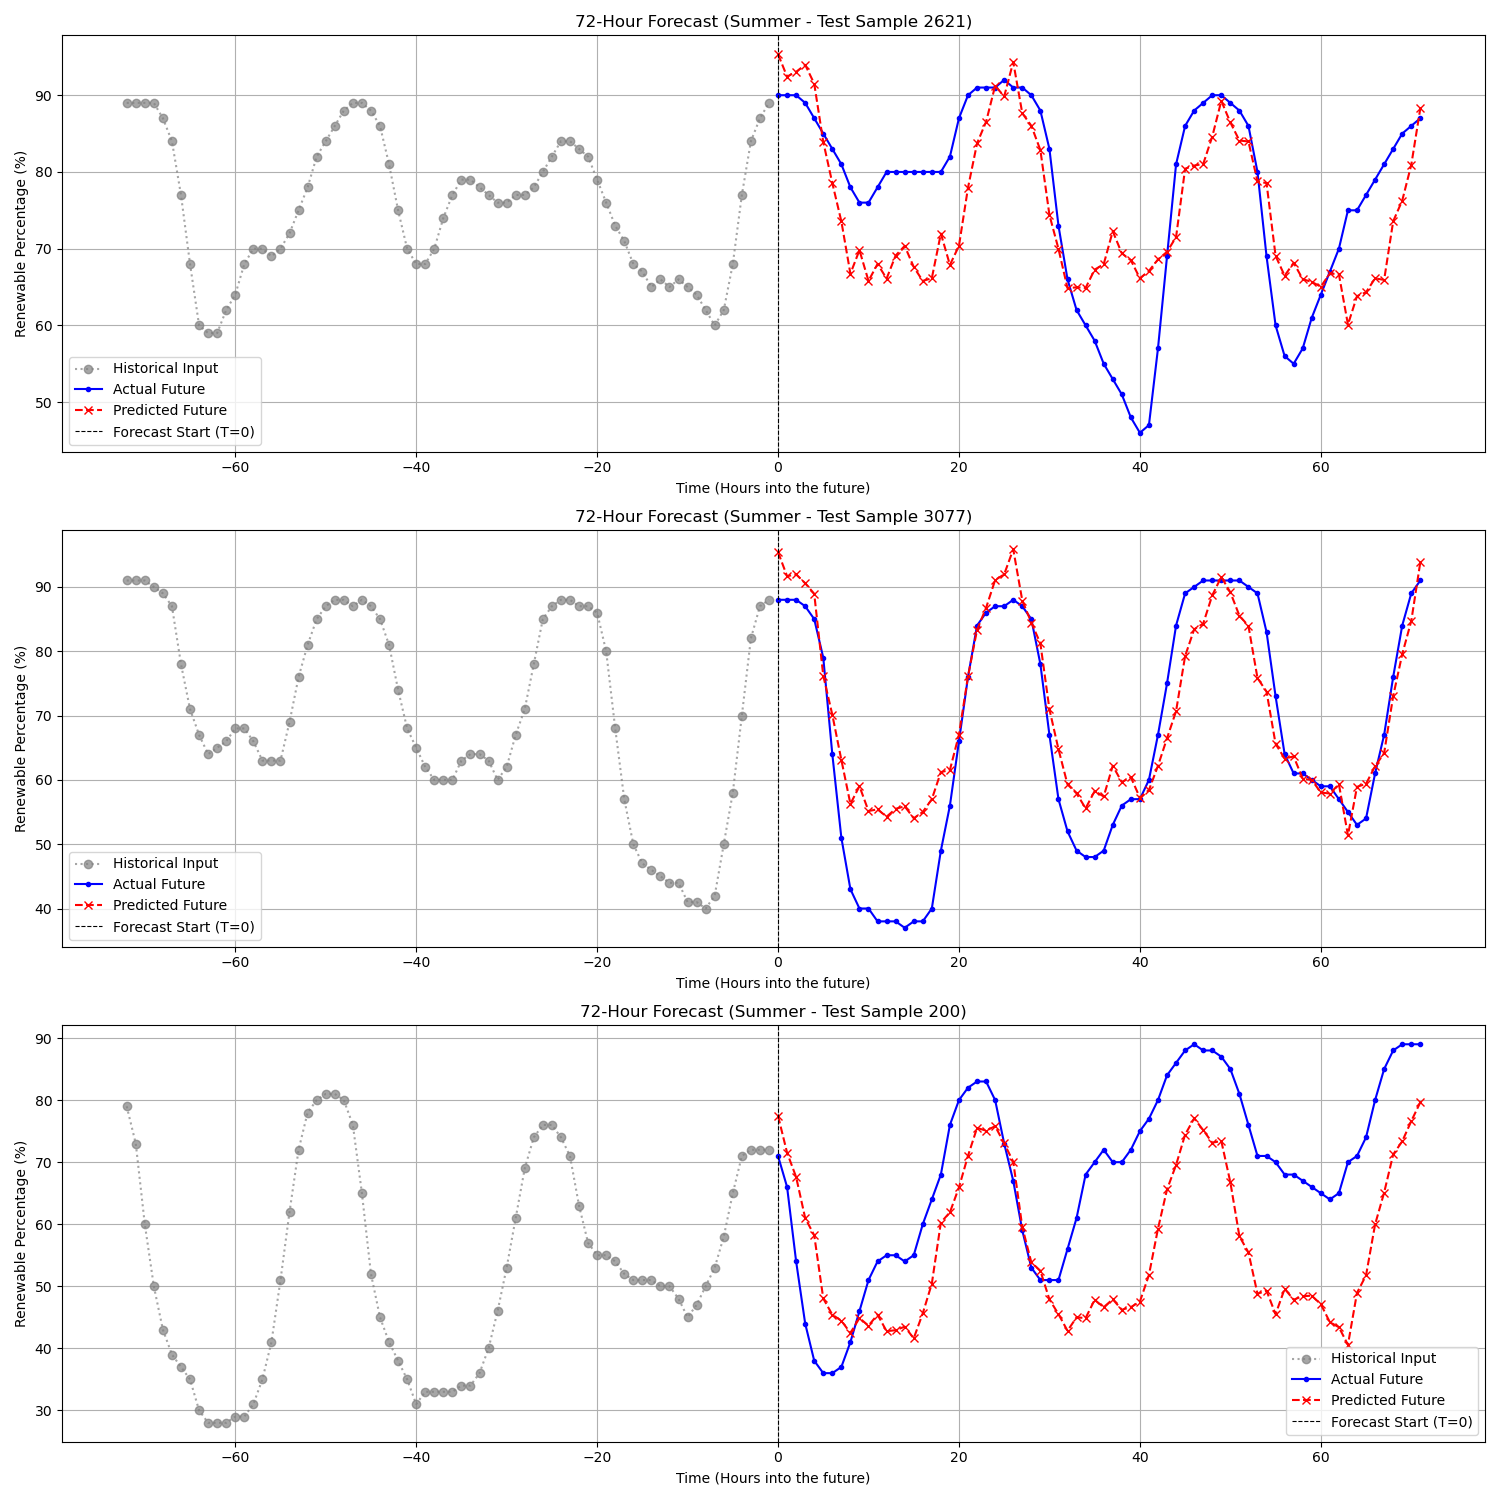 72-Hour Forecast (Summer - Test Sample 2621)
Renewable Percentage (%)
90
80
70
60
50
Historical Input
Actual Future
Predicted Future
Forecast Start (T=0)
−60 −40 −20 0 20 40 60
Time (Hours into the future)
72-Hour Forecast (Summer - Test Sample 3077)
Renewable Percentage (%)
90
80
70
60
50
40
Historical Input
Actual Future
Predicted Future
Forecast Start (T=0)
−60 −40 −20 0 20 40 60
Time (Hours into the future)
72-Hour Forecast (Summer - Test Sample 200)
Renewable Percentage (%)
90
80
70
60
50
40
30
Historical Input
Actual Future
Predicted Future
Forecast Start (T=0)
−60 −40 −20 0 20 40 60
Time (Hours into the future)